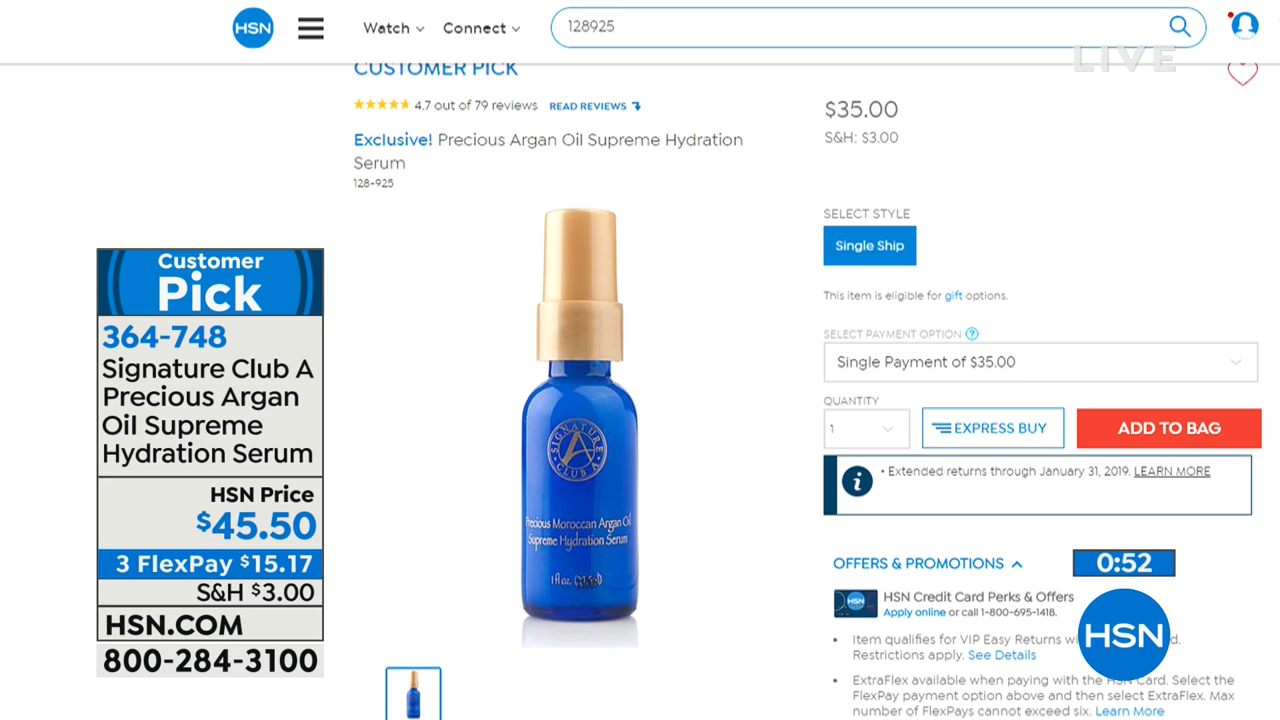 HSN
Watch
Connect
128925
LIVE
CUSTOMER PICK
4.7 out of 79 reviews READ REVIEWS
Exclusive! Precious Argan Oil Supreme Hydration
Serum
128-925
$35.00
S&H: $3.00
SELECT STYLE
Single Ship
This item is eligible for gift options.
SELECT PAYMENT OPTION ?
Single Payment of $35.00
QUANTITY
1
EXPRESS BUY
ADD TO BAG
i
• Extended returns through January 31, 2019. LEARN MORE
OFFERS & PROMOTIONS
0:52
HSN
HSN Credit Card Perks & Offers
Apply online or call 1-800-695-1418.
• Item qualifies for VIP Easy Returns
Restrictions apply. See Details
• ExtraFlex available when paying with the HSN Card. Select the
FlexPay payment option above and then select ExtraFlex. Max
number of FlexPays cannot exceed six. Learn More
HSN
Customer
Pick
364-748
Signature Club A
Precious Argan
Oil Supreme
Hydration Serum
HSN Price
$45.50
3 FlexPay $15.17
S&H $3.00
HSN.COM
800-284-3100
SIGNATURE
A
CLUB A
Precious Moroccan Argan Oil
Supreme Hydration Serum
1 fl oz.